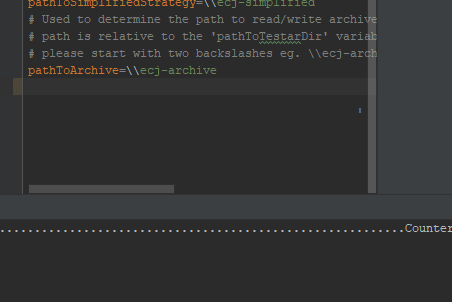 pathToSimplifiedStrategy=\\ecj-simplified
# Used to determine the path to read/write archive
# path is relative to the 'pathToTestarDir' variab
# please start with two backslashes eg. \\ecj-arch
pathToArchive=\\ecj-archive
..........................................................Counter